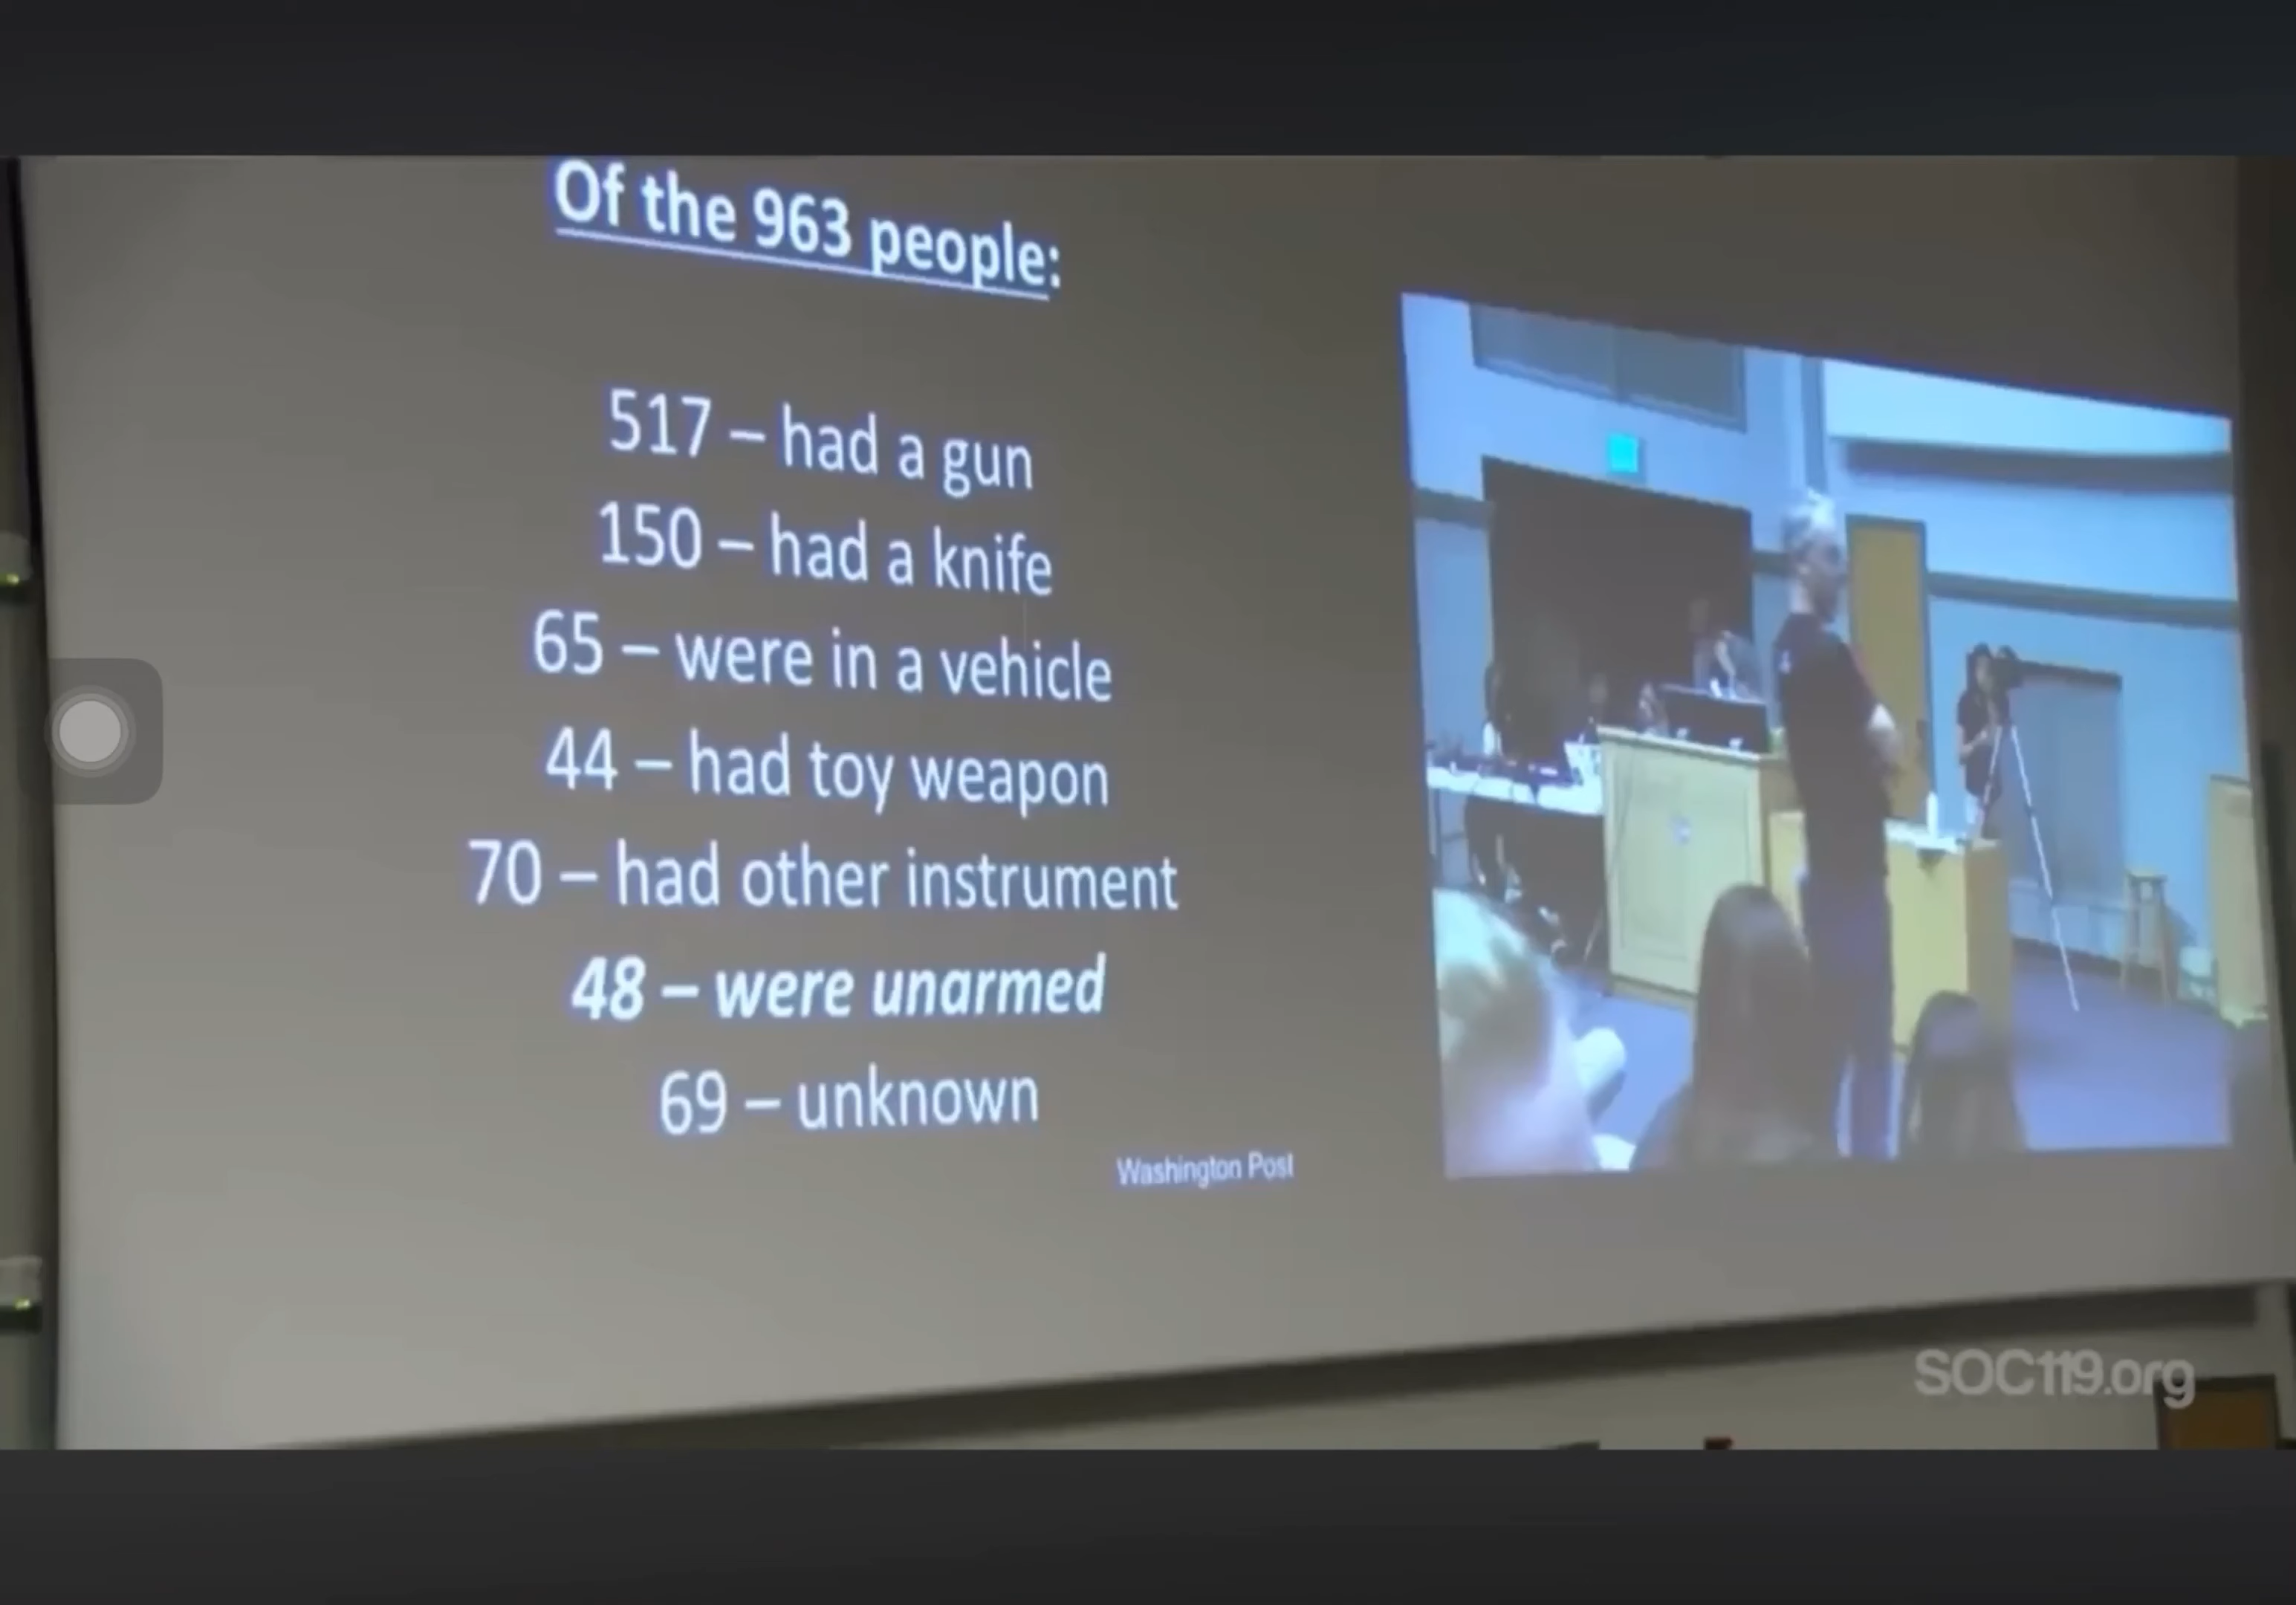 Of the 963 people:
517 – had a gun
150 – had a knife
65 – were in a vehicle
44 – had toy weapon
70 – had other instrument
48 – were unarmed
69 – unknown
Washington Post
SOC119.org